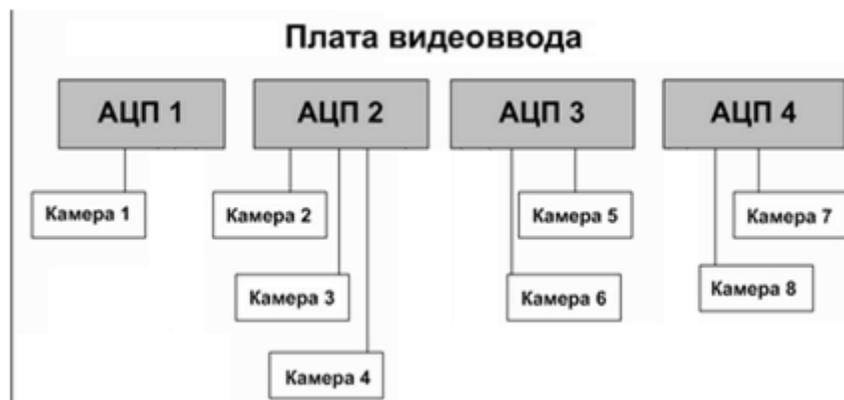 Плата видеоввода
АЦП 1
АЦП 2
АЦП 3
АЦП 4
Камера 1
Камера 2
Камера 5
Камера 7
Камера 3
Камера 6
Камера 8
Камера 4